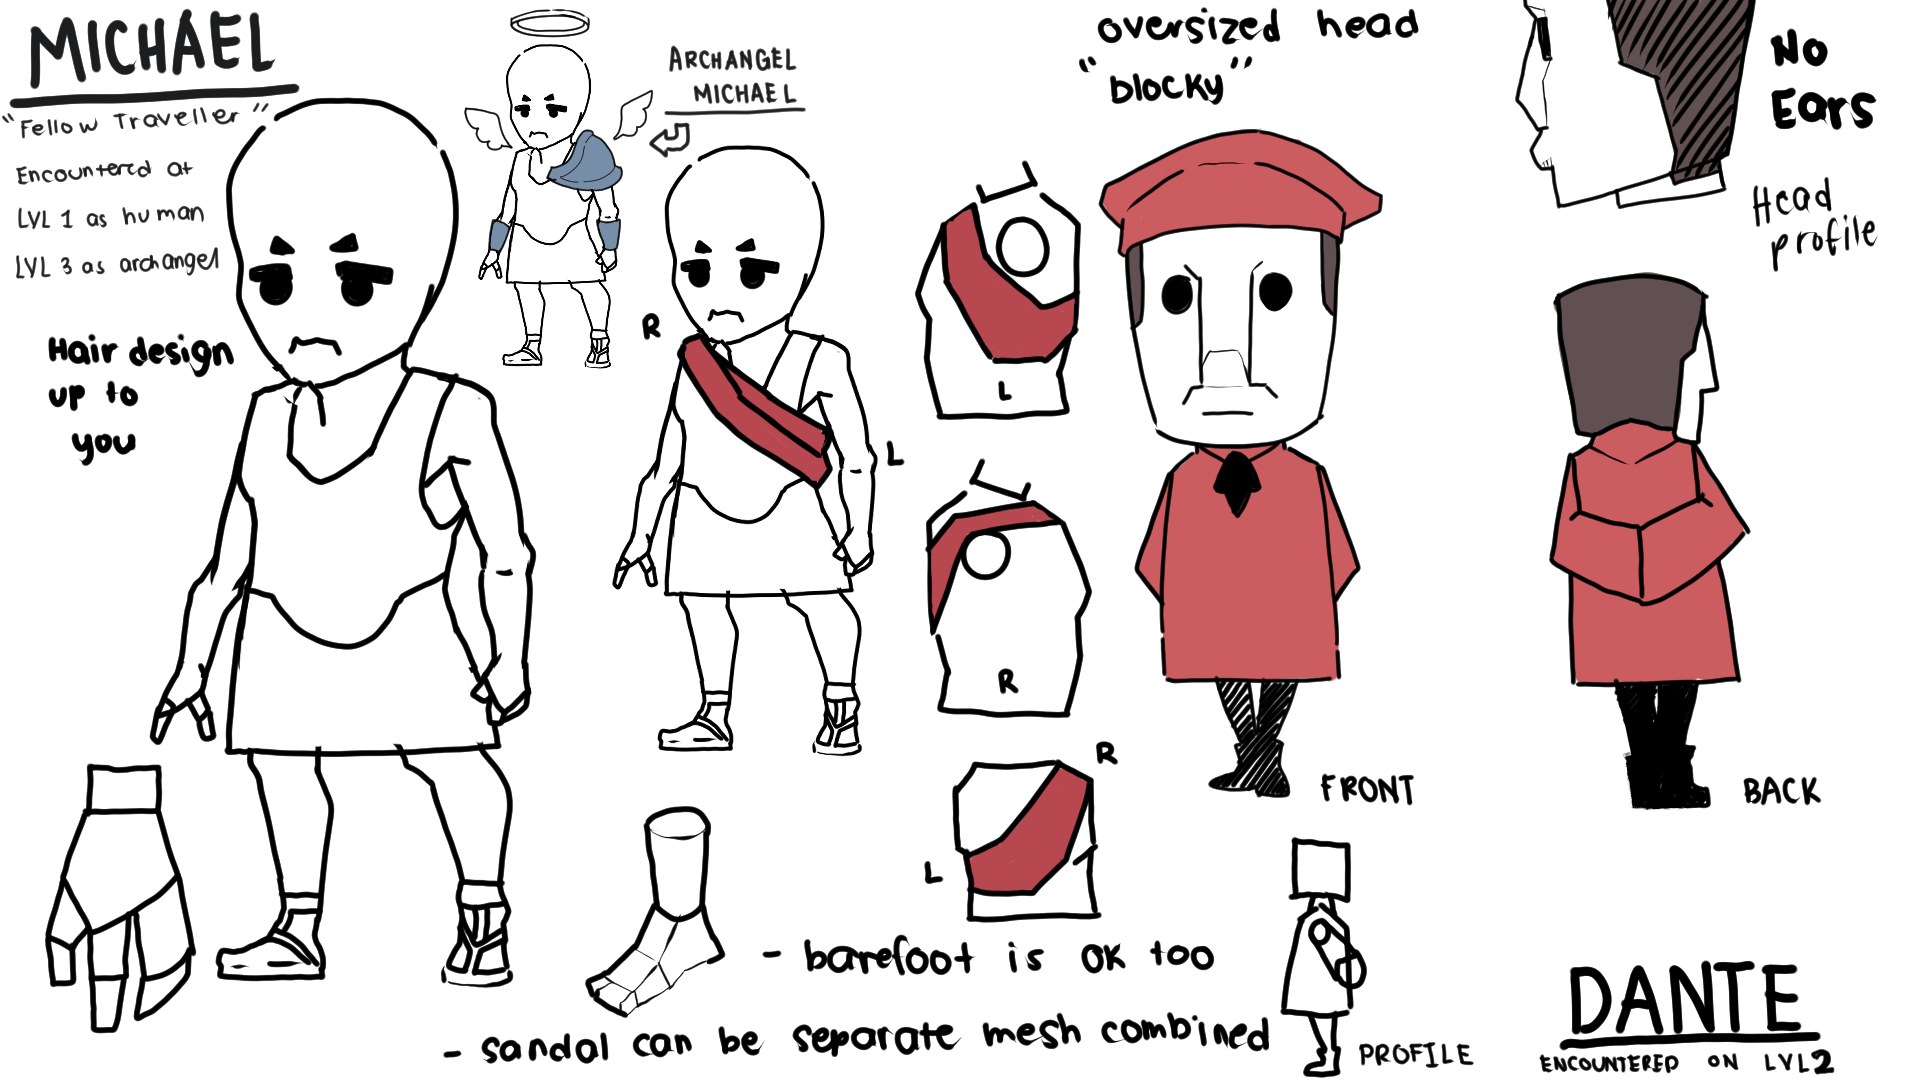 MICHAEL
"Fellow Traveller"
Encountered at
LVL 1 as human
LVL 3 as archangel
Hair design
up to
you
ARCHANGEL
MICHAEL
R
L
oversized head
"blocky"
L
R
R
L
No
Ears
Head
profile
FRONT
BACK
- barefoot is OK too
- sandal can be separate mesh combined
PROFILE
DANTE
ENCOUNTERED ON LVL2